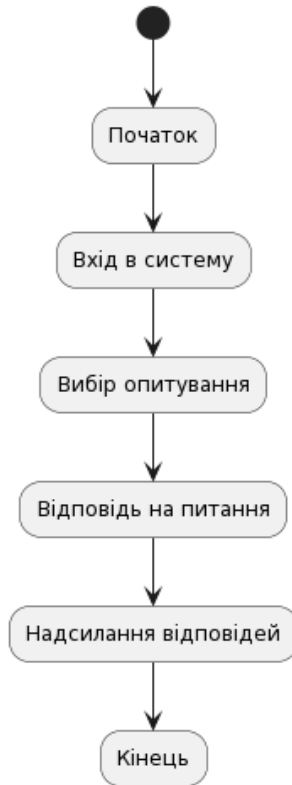 Початок
Вхід в систему
Вибір опитування
Відповідь на питання
Надсилання відповідей
Кінець